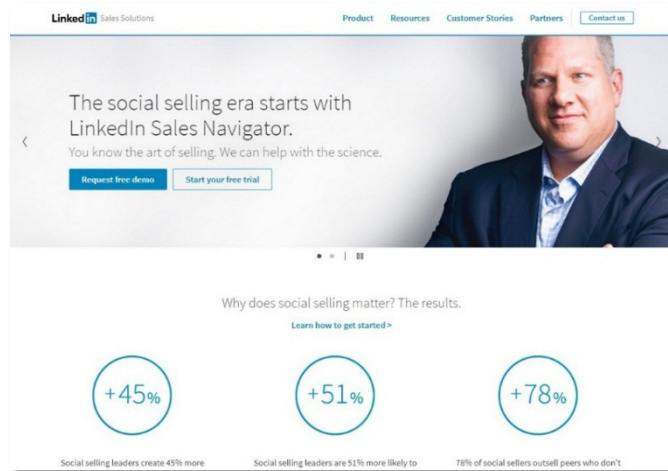 Linked in Sales Solutions Product Resources Customer Stories Partners Contact us
The social selling era starts with
LinkedIn Sales Navigator.
You know the art of selling. We can help with the science.
Request free demo Start your free trial
Why does social selling matter? The results.
Learn how to get started >
+45% +51% +78%
Social selling leaders create 45% more Social selling leaders are 51% more likely to 78% of social sellers outsell peers who don't